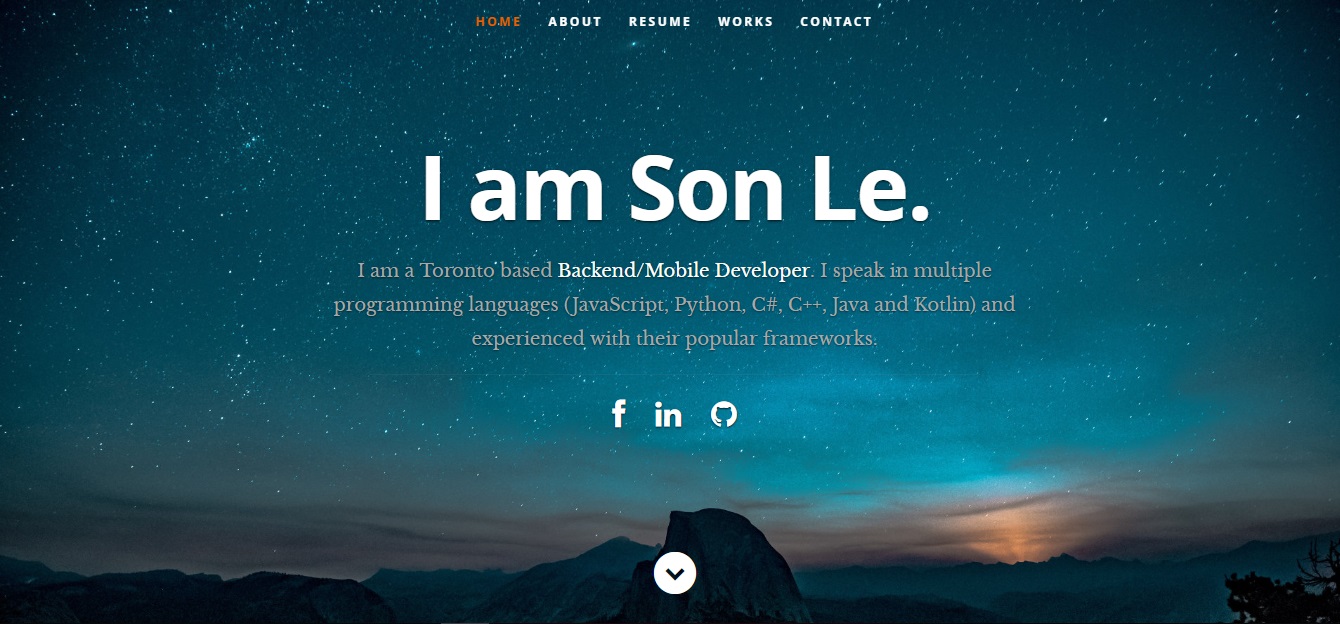 HOME ABOUT RESUME WORKS CONTACT
I am Son Le.
I am a Toronto based Backend/Mobile Developer. I speak in multiple
programming languages (JavaScript, Python, C#, C++, Java and Kotlin) and
experienced with their popular frameworks.